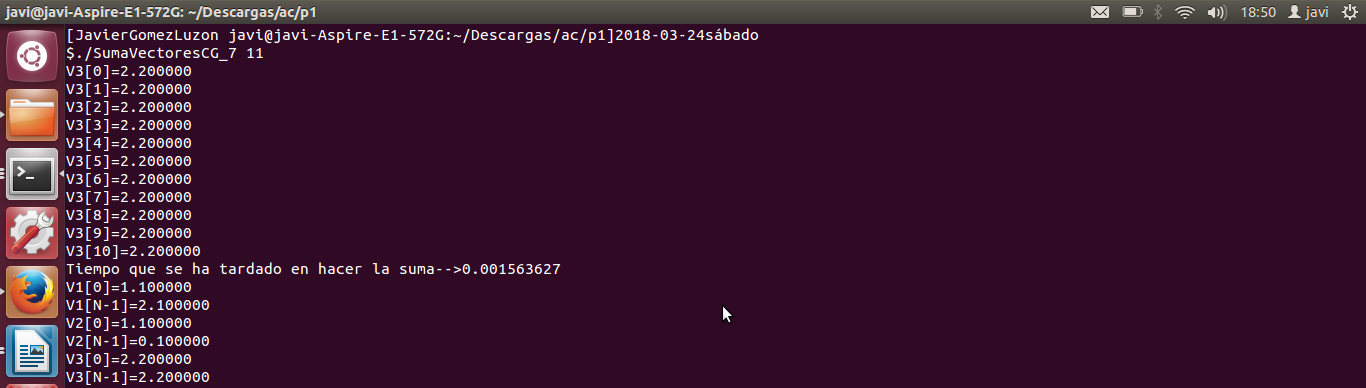 javi@javi-Aspire-E1-572G: ~/Descargas/ac/p1
18:50 javi
[JavierGomezLuzon javi@javi-Aspire-E1-572G:~/Descargas/ac/p1]2018-03-24sábado
$./SumaVectoresCG_7 11
V3[0]=2.200000
V3[1]=2.200000
V3[2]=2.200000
V3[3]=2.200000
V3[4]=2.200000
V3[5]=2.200000
V3[6]=2.200000
V3[7]=2.200000
V3[8]=2.200000
V3[9]=2.200000
V3[10]=2.200000
Tiempo que se ha tardado en hacer la suma-->0.001563627
V1[0]=1.100000
V1[N-1]=2.100000
V2[0]=1.100000
V2[N-1]=0.100000
V3[0]=2.200000
V3[N-1]=2.200000